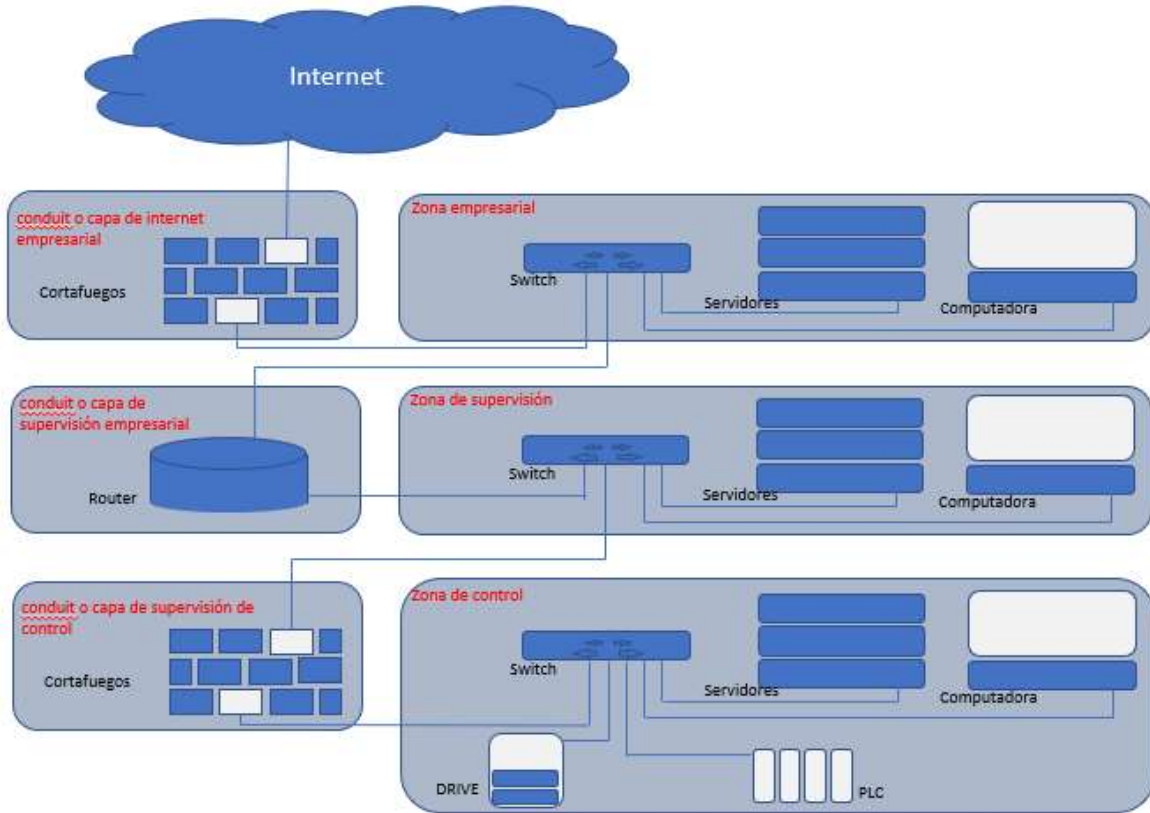 Internet
conduit o capa de internet
empresarial
Cortafuegos
Zona empresarial
Switch
Servidores
Computadora
conduit o capa de
supervisión empresarial
Router
Zona de supervisión
Switch
Servidores
Computadora
conduit o capa de supervisión de
control
Cortafuegos
Zona de control
Switch
Servidores
Computadora
DRIVE
PLC